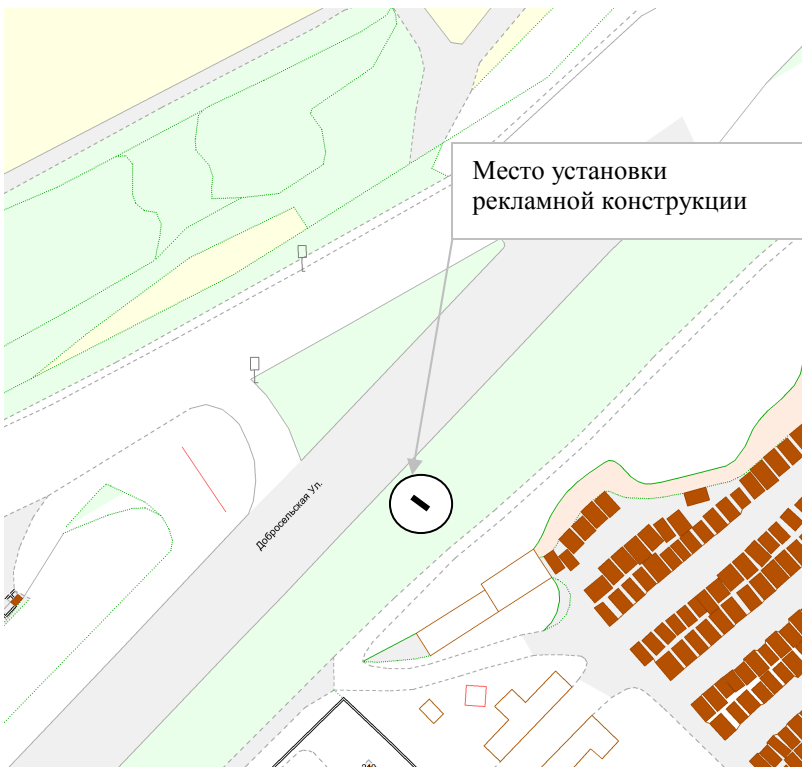 Место установки
рекламной конструкции
Добросельская Ул.